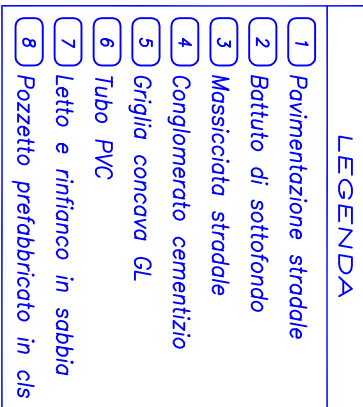 LEGENDA
1 Pavimentazione stradale
2 Battuto di sottofondo
3 Massicciata stradale
4 Conglomerato cementizio
5 Griglia concava GL
6 Tubo PVC
7 Letto e rinfianco in sabbia
8 Pozzetto prefabbricato in cls